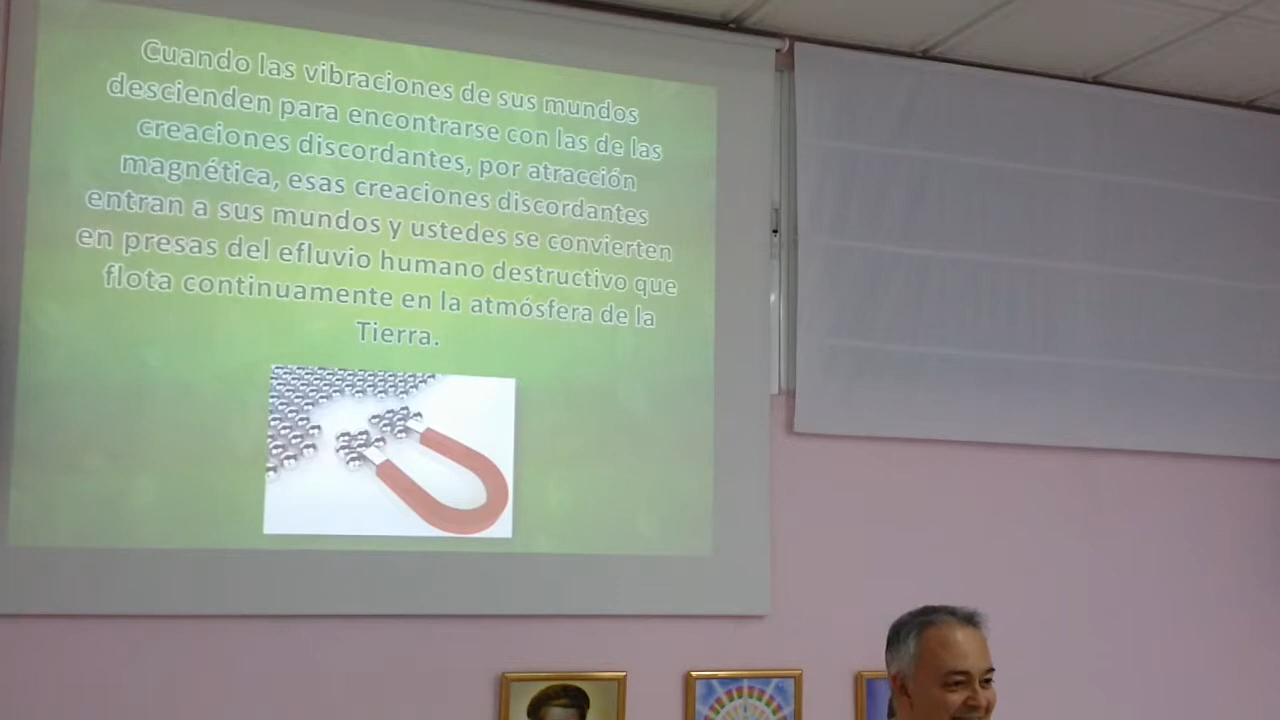 Cuando las vibraciones de sus mundos
descienden para encontrarse con las de las
creaciones discordantes, por atracción
magnética, esas creaciones discordantes
entran a sus mundos y ustedes se convierten
en presas del efluvio humano destructivo que
flota continuamente en la atmósfera de la
Tierra.